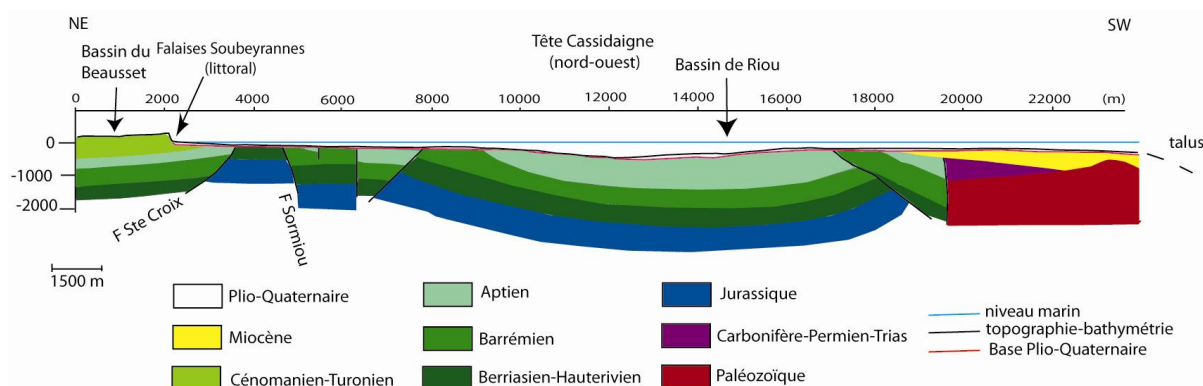 NE
SW
Bassin du
Beausset
Falaises Soubeyrannes
(littoral)
Tête Cassidaigne
(nord-ouest)
Bassin de Riou
0 2000 4000 6000 8000 10000 12000 14000 16000 18000 20000 22000 (m)
0
-1000
-2000
talus
F Ste Croix
F Sormiou
1500 m
Plio-Quaternaire
Aptien
Jurassique
niveau marin
topographie-bathymétrie
Base Plio-Quaternaire
Miocène
Barrémien
Carbonifère-Permien-Trias
Cénomanien-Turonien
Berriasien-Hauterivien
Paléozoïque